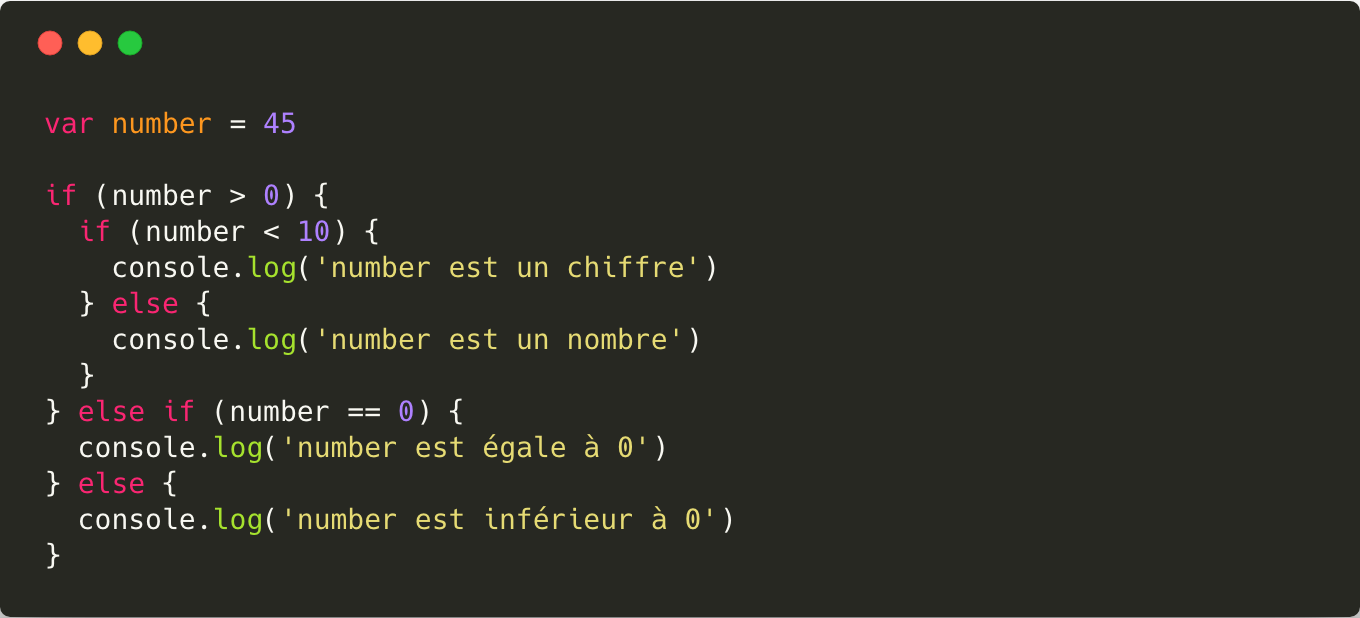 var number = 45

if (number > 0) {
  if (number < 10) {
    console.log('number est un chiffre')
  } else {
    console.log('number est un nombre')
  }
} else if (number == 0) {
  console.log('number est égale à 0')
} else {
  console.log('number est inférieur à 0')
}